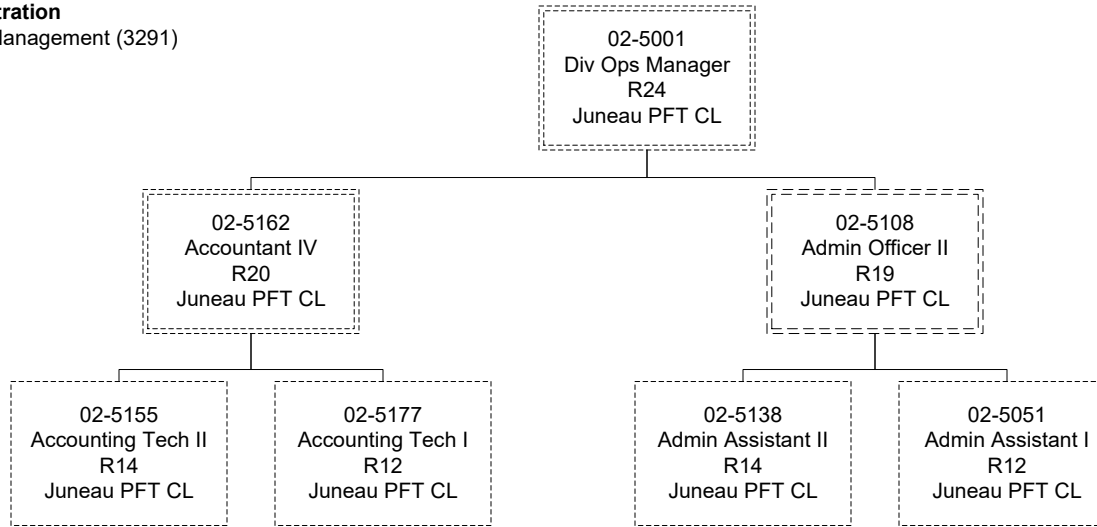 tration
Management (3291)
02-5001
Div Ops Manager
R24
Juneau PFT CL
02-5162
Accountant IV
R20
Juneau PFT CL
02-5108
Admin Officer II
R19
Juneau PFT CL
02-5155
Accounting Tech II
R14
Juneau PFT CL
02-5177
Accounting Tech I
R12
Juneau PFT CL
02-5138
Admin Assistant II
R14
Juneau PFT CL
02-5051
Admin Assistant I
R12
Juneau PFT CL